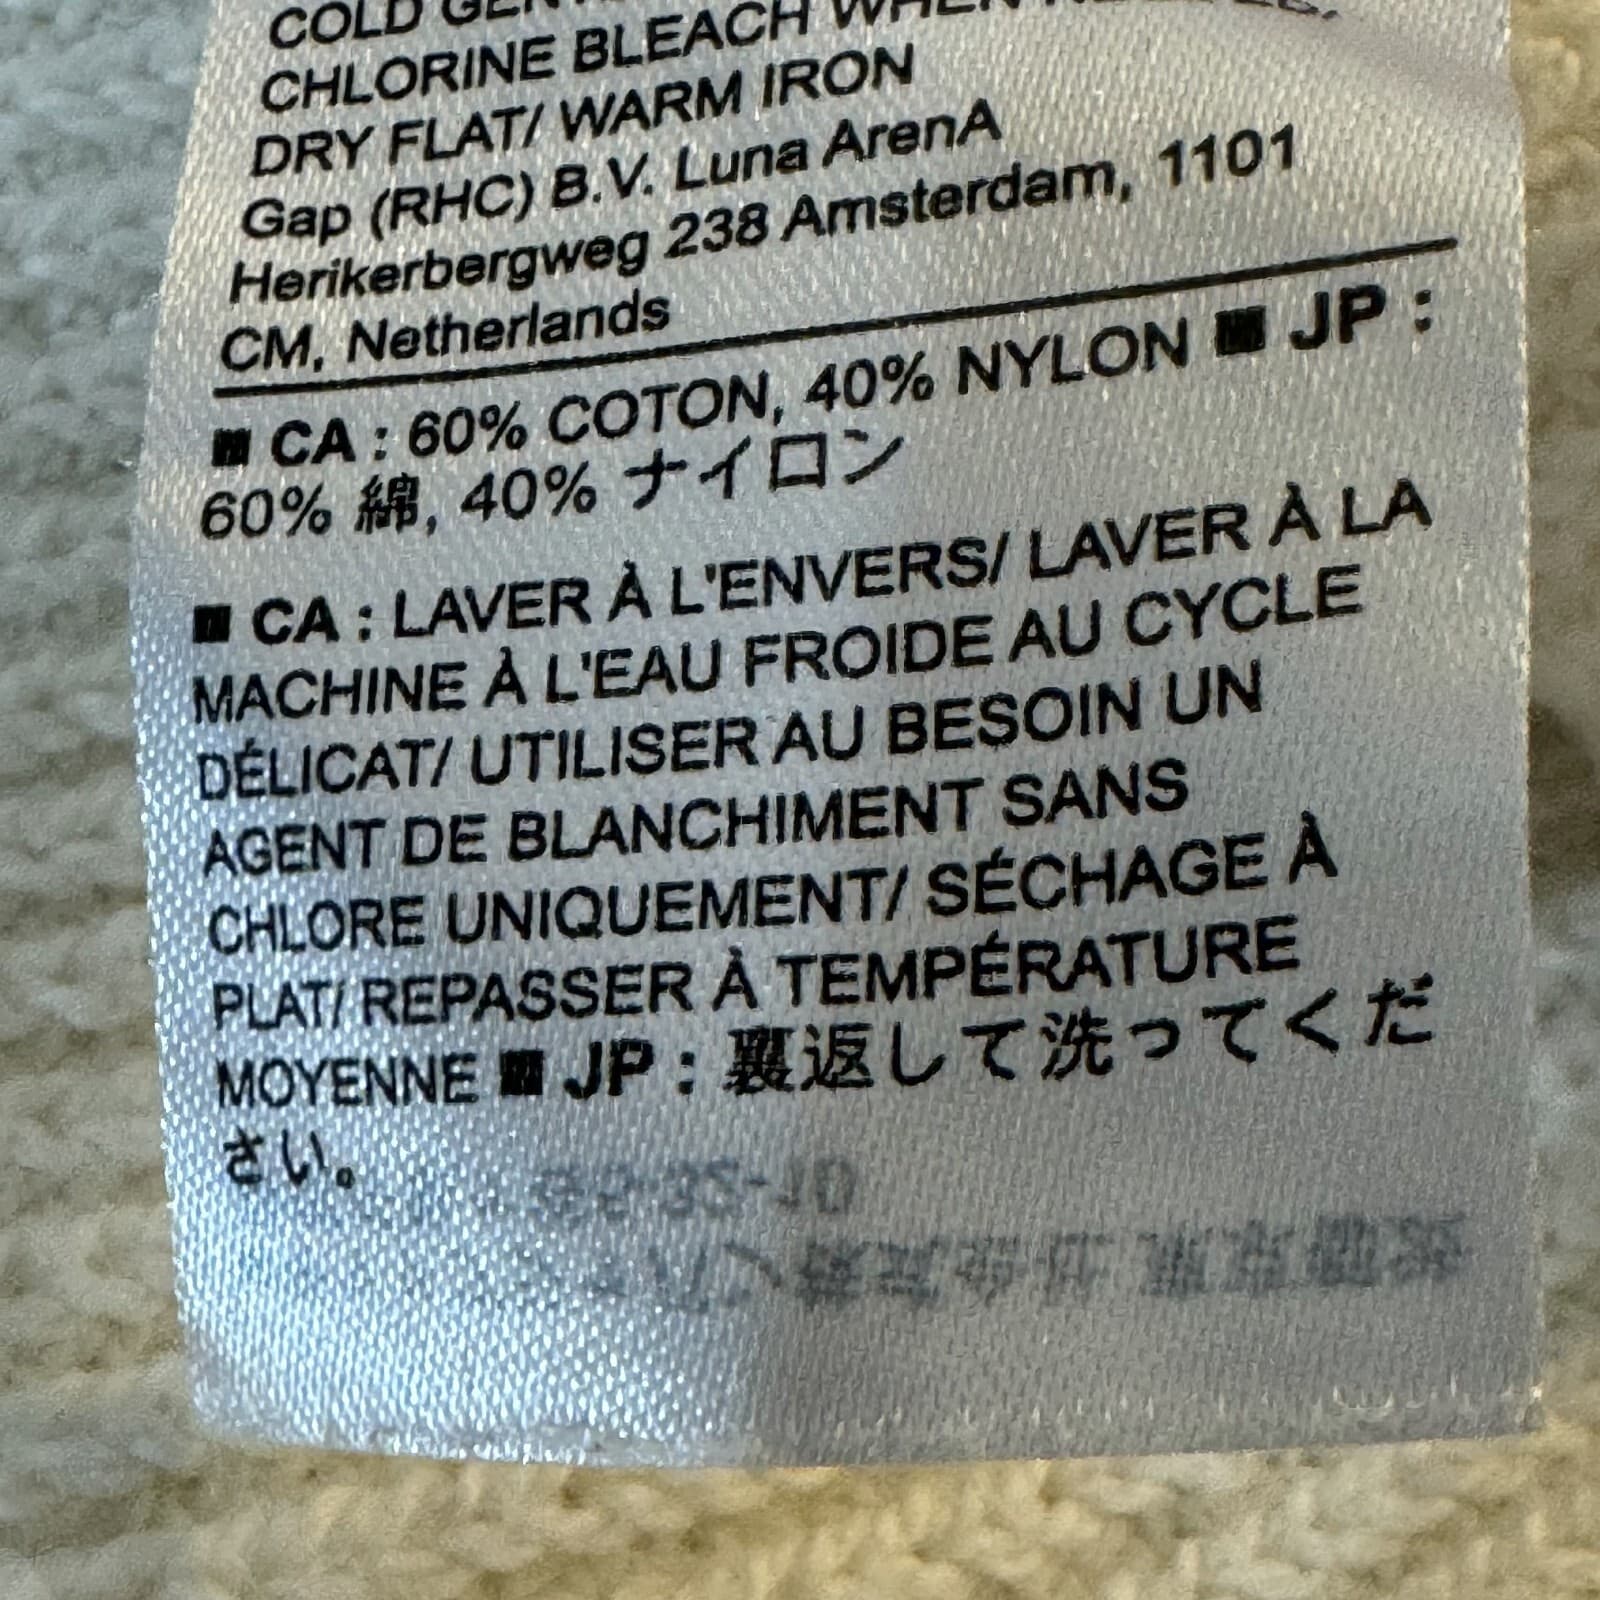 COLD
CHLORINE BLEACH WHEN
DRY FLAT/ WARM IRON
Gap (RHC) B.V. Luna ArenA
Herikerbergweg 238 Amsterdam, 1101
CM, Netherlands
■ CA : 60% COTON, 40% NYLON ■ JP :
60% 綿, 40% ナイロン
■ CA : LAVER À L'ENVERS/ LAVER À LA
MACHINE À L'EAU FROIDE AU CYCLE
DÉLICAT/ UTILISER AU BESOIN UN
AGENT DE BLANCHIMENT SANS
CHLORE UNIQUEMENT/ SÉCHAGE À
PLAT/ REPASSER À TEMPÉRATURE
MOYENNE ■ JP : 裏返して洗ってくだ
さい。